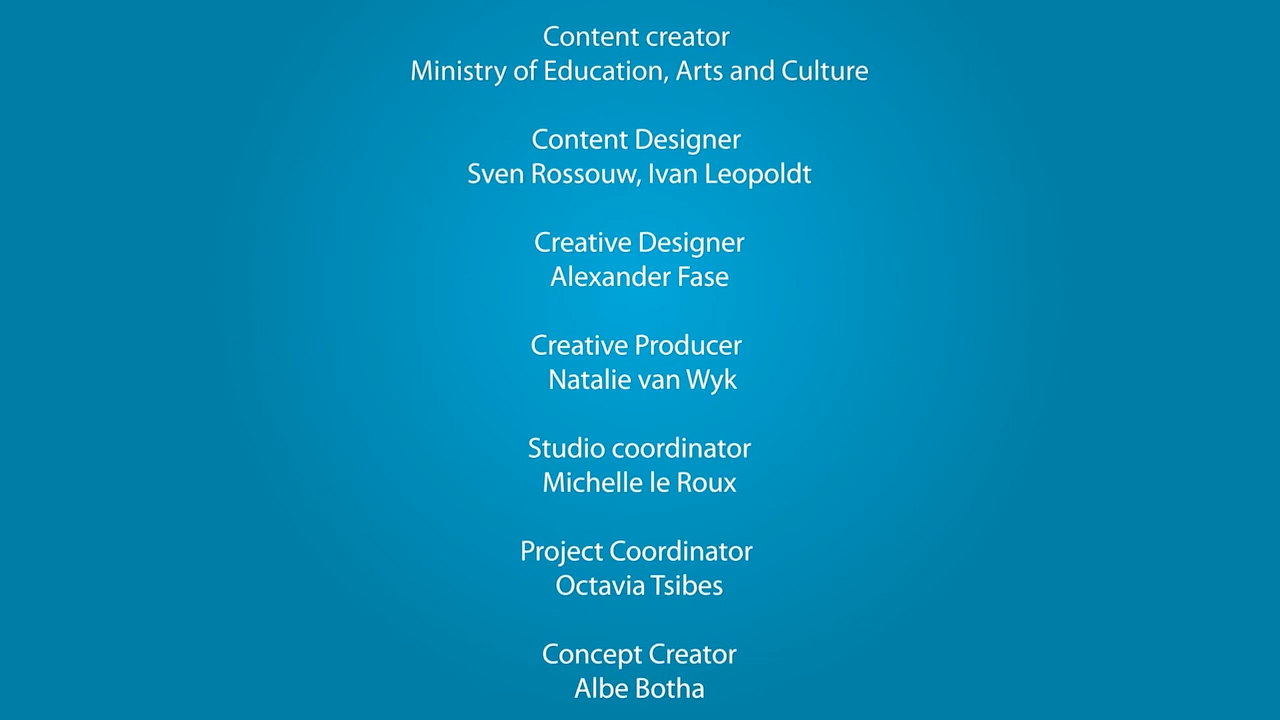 Content creator
Ministry of Education, Arts and Culture
Content Designer
Sven Rossouw, Ivan Leopoldt
Creative Designer
Alexander Fase
Creative Producer
Natalie van Wyk
Studio coordinator
Michelle le Roux
Project Coordinator
Octavia Tsibes
Concept Creator
Albe Botha